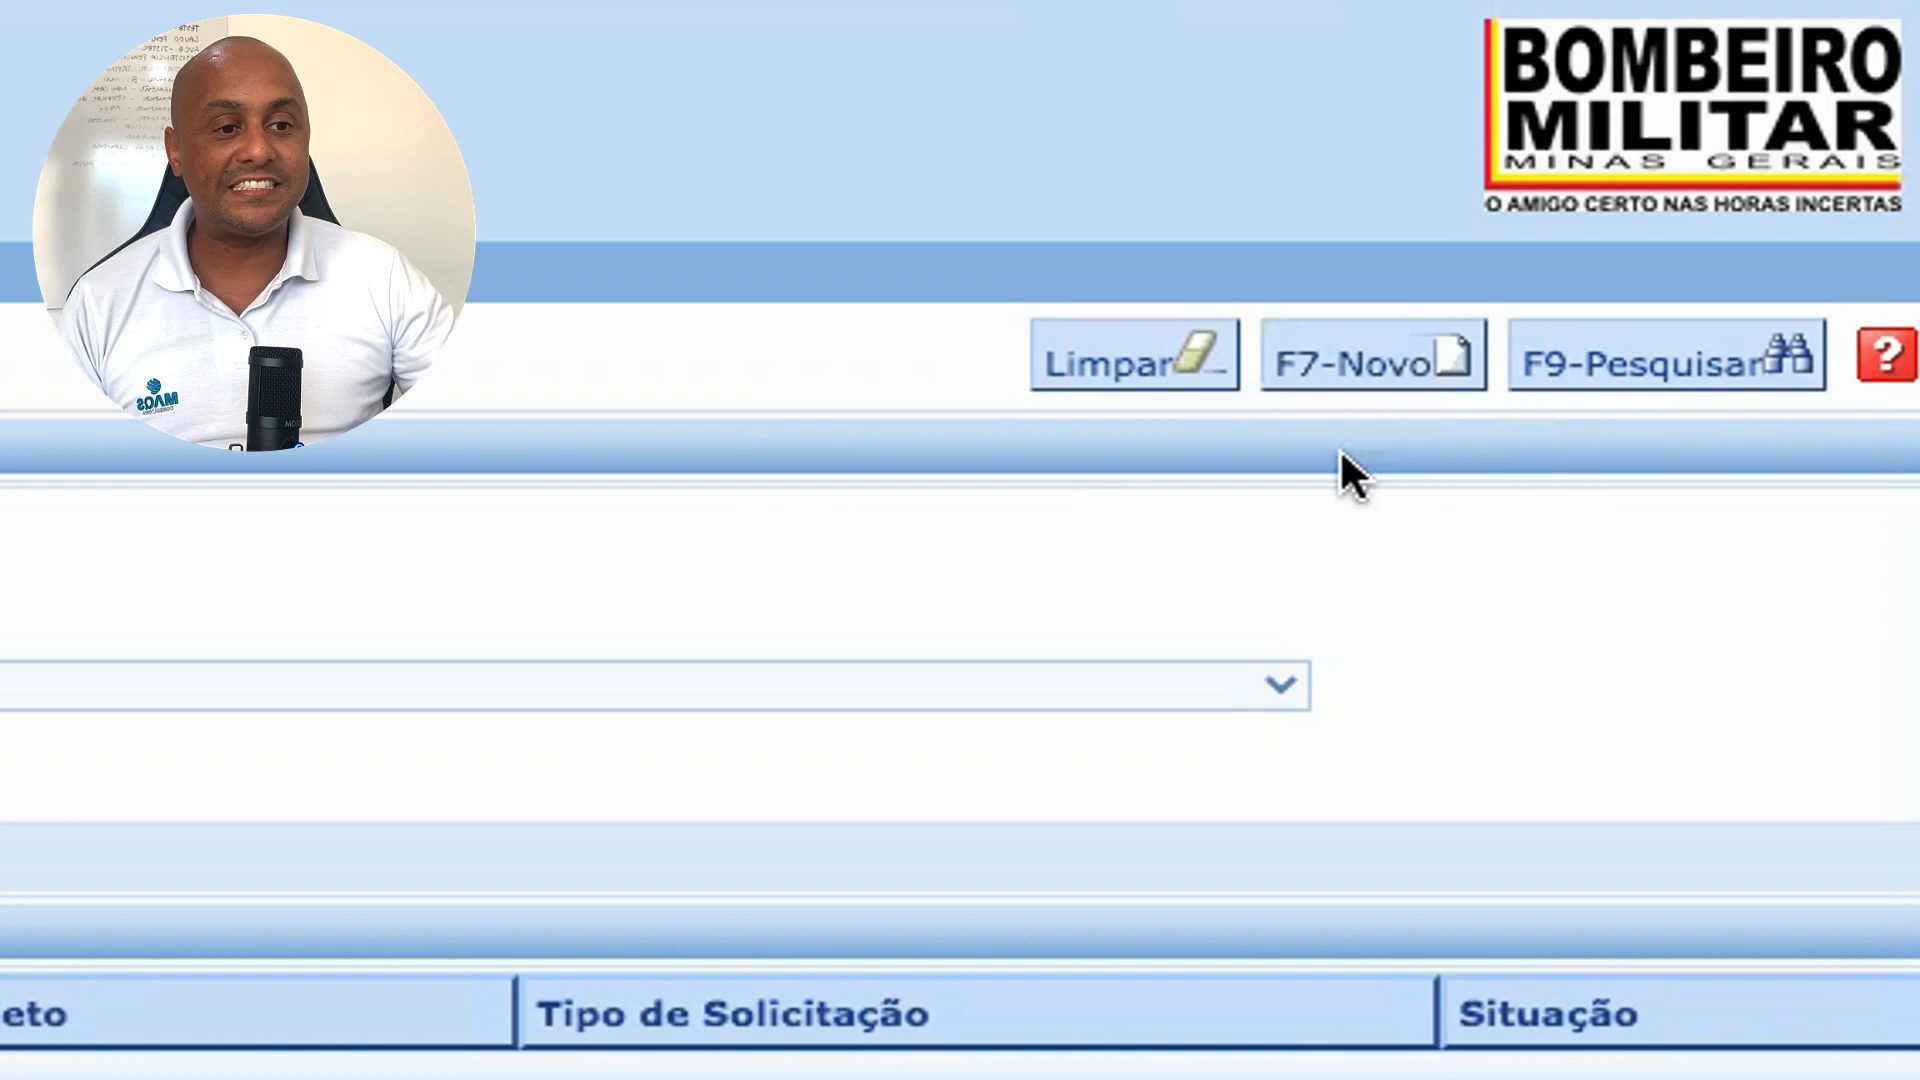 BOMBEIRO
MILITAR
MINAS GERAIS
O AMIGO CERTO NAS HORAS INCERTAS
Limpar
F7-Novo
F9-Pesquisar
?
MAQS
eto
Tipo de Solicitação
Situação